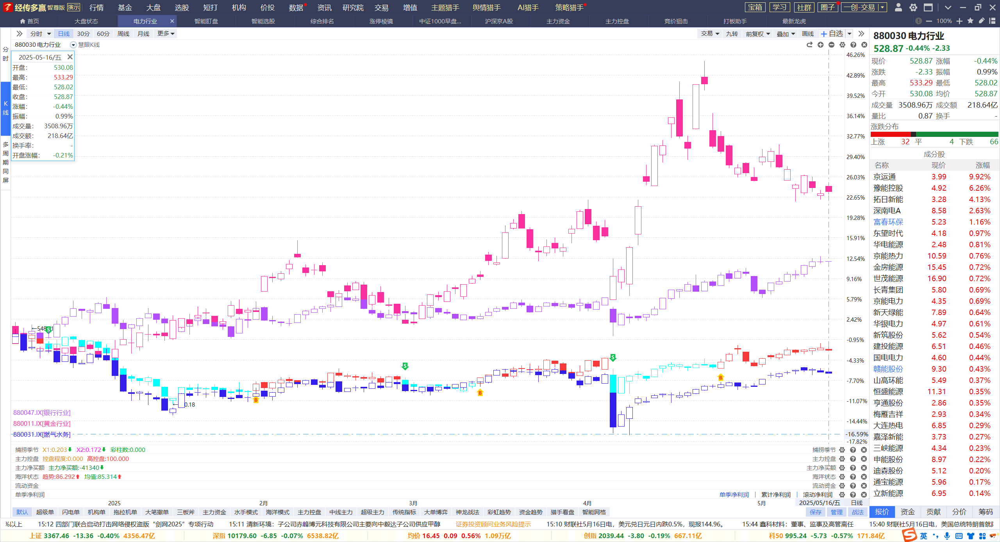 经传多赢 智尊版 演示 行情 基金 大盘 选股 短打 机构 价投 数据 资讯 研究院 交易 增值 主题猎手 舆情猎手 AI猎手 策略猎手 宝箱 学习 社群 圈子 一创-交易
首页 大盘状态 电力行业 智能盯盘 智能选股 综合排名 涨停棱镜 中证1000早盘... 沪深京A股 主力资金 主力控盘 竞价狙击 打板助手 最新龙虎 100%
分时 日线 30分 60分 周线 月线 更多 交易 九转 前复权 叠加 画线 自选
880030 电力行业 慧眼K线
分时
K线
多周期同屏
2025-05-16/五
开盘: 530.08
最高: 533.29
最低: 528.02
收盘: 528.87
涨幅: -0.44%
振幅: 0.99%
成交量: 3508.96万
成交额: 218.64亿
换手率: -
开盘涨幅: -0.21%
46.26%
42.89%
39.52%
36.14%
32.77%
29.40%
26.03%
22.65%
19.28%
15.91%
12.54%
9.16%
5.79%
2.42%
-0.95%
-4.33%
-7.70%
-11.07%
-14.44%
-16.59%
-17.82%
S
S
S
B
B
B
880047.IX[银行行业]
880011.IX[黄金行业]
880031.IX[燃气水务]
捕捞季节 X1:0.203 X2:0.172 彩柱数:0.000 捕捞季节
主力控盘 控盘程度:0.000 高控盘:100.000 主力控盘
主力净买额 主力净买额:-41340 主力净买额
海洋状态 趋势:86.292 均值:85.314 海洋状态
流动资金 流动资金
单季净利润 单季净利润 累计净利润 滚动净利润
2025 2月 3月 4月 5月 2025/05/16/五 日线
默认 超级单 闪电单 机构单 拖拉机单 大笔撤单 三板斧 主力资金 水手模式 海洋模式 主力控盘 中线主力 超级主力 传统指标 大单博弈 神龙战法 彩虹趋势 资金趋势 猎手看盘 智能网格 保存 管理 战法
880030 电力行业
528.87 -0.44% -2.33
现价 528.87 涨幅 -0.44%
涨跌 -2.33 振幅 0.99%
最高 533.29 最低 528.02
今开 530.08 均价 528.87
成交量 3508.96万 成交额 218.64亿
量比 0.87 换手 -
涨跌分布
上涨 32 平 4 下跌 66
成分股
名称 现价 涨幅
京运通 3.99 9.92%
豫能控股 4.92 6.26%
拓日新能 3.28 4.13%
深南电A 8.58 2.63%
富春环保 5.23 1.16%
东望时代 4.18 0.97%
华电能源 2.48 0.81%
京能热力 10.59 0.76%
金房能源 15.45 0.72%
世茂能源 16.90 0.72%
长青集团 5.80 0.69%
京能电力 4.35 0.69%
新天绿能 7.89 0.64%
华银电力 4.97 0.61%
新筑股份 5.62 0.54%
建投能源 6.51 0.46%
国电电力 4.60 0.44%
赣能股份 9.30 0.43%
山高环能 5.49 0.37%
恒盛能源 11.31 0.35%
亨通股份 2.86 0.35%
梅雁吉祥 2.93 0.34%
大连热电 6.85 0.29%
嘉泽新能 3.73 0.27%
三峡能源 4.34 0.23%
申能股份 8.97 0.22%
迪森股份 5.12 0.20%
通宝能源 5.96 0.17%
立新能源 6.95 0.14%
报价 资金 贡献 分价 筹码
%以上 15:12 四部门联合启动打击网络侵权盗版“剑网2025”专项行动 15:11 清新环境：子公司赤峰博元科技有限公司主要向中毅达子公司供应甲醇 证券投资顾问业务风险提示 15:10 财联社5月16日电，美元兑日元日内跌0.5%，现报144.96。 15:44 鑫科材料：董事、监事及高管离任 15:40 财联社5月16日电，美国总统特朗普就
上证 3367.46 -13.36 -0.40% 4356.47亿 深指 10179.60 -6.85 -0.07% 6538.82亿 均价 16.45 0.09 0.56% 1.09万亿 创指 2039.44 -3.80 -0.19% 667.11亿 科50 995.24 -5.73 -0.57% 171.84亿 英